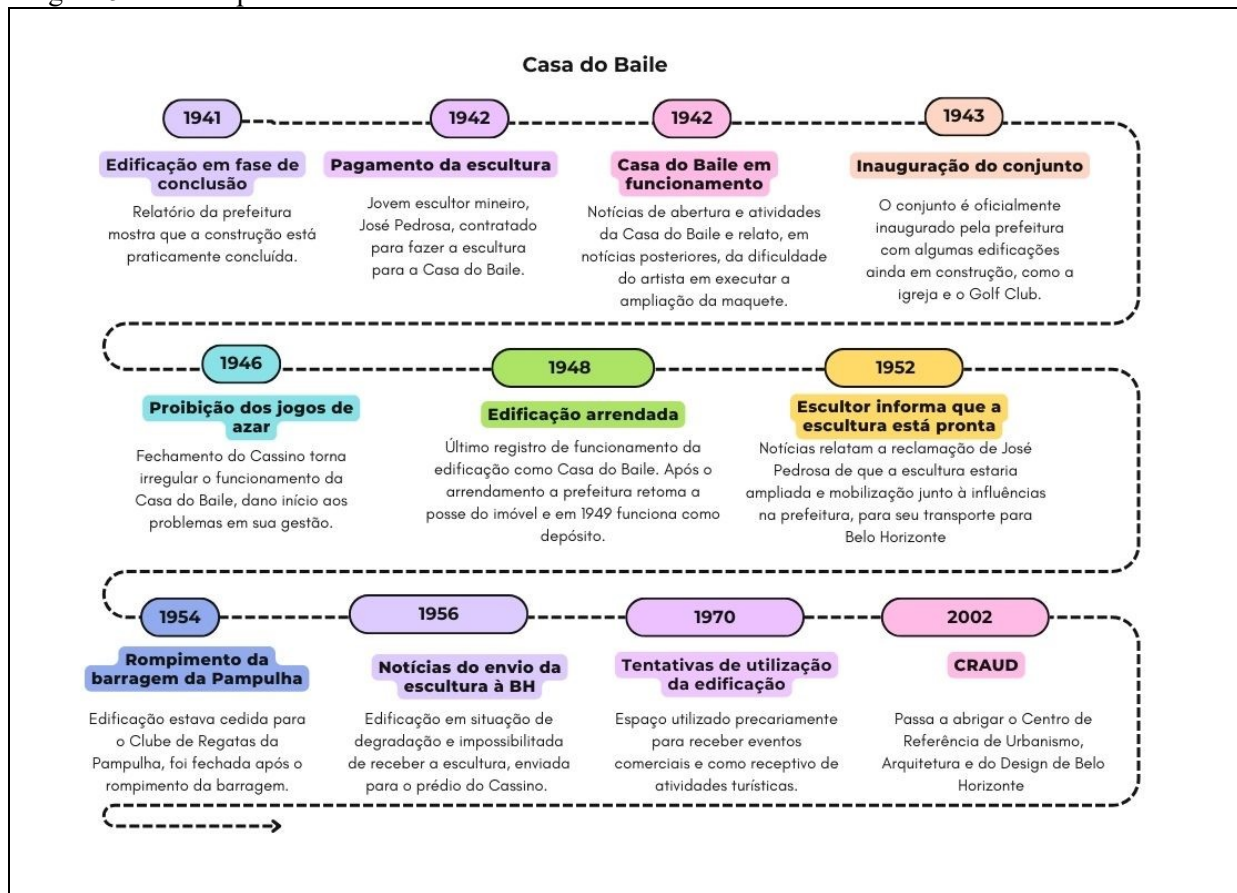 Casa do Baile
1941
Edificação em fase de
conclusão
Relatório da prefeitura
mostra que a construção está
praticamente concluída.
1942
Pagamento da escultura
Jovem escultor mineiro,
José Pedrosa, contratado
para fazer a escultura
para a Casa do Baile.
1942
Casa do Baile em
funcionamento
Notícias de abertura e atividades
da Casa do Baile e relato, em
notícias posteriores, da dificuldade
do artista em executar a
ampliação da maquete.
1943
Inauguração do conjunto
O conjunto é oficialmente
inaugurado pela prefeitura
com algumas edificações
ainda em construção, como a
igreja e o Golf Club.
1946
Proibição dos jogos de
azar
Fechamento do Cassino torna
irregular o funcionamento da
Casa do Baile, dano início aos
problemas em sua gestão.
1948
Edificação arrendada
Último registro de funcionamento da
edificação como Casa do Baile. Após o
arrendamento a prefeitura retoma a
posse do imóvel e em 1949 funciona como
depósito.
1952
Escultor informa que a
escultura está pronta
Notícias relatam a reclamação de José
Pedrosa de que a escultura estaria
ampliada e mobilização junto à influências
na prefeitura, para seu transporte para
Belo Horizonte
1954
Rompimento da
barragem da Pampulha
Edificação estava cedida para
o Clube de Regatas da
Pampulha, foi fechada após o
rompimento da barragem.
1956
Notícias do envio da
escultura à BH
Edificação em situação de
degradação e impossibilitada
de receber a escultura, enviada
para o prédio do Cassino.
1970
Tentativas de utilização
da edificação
Espaço utilizado precariamente
para receber eventos
comerciais e como receptivo de
atividades turísticas.
2002
CRAUD
Passa a abrigar o Centro de
Referência de Urbanismo,
Arquitetura e do Design de Belo
Horizonte